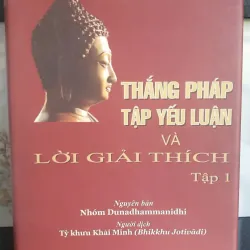 THẮNG PHÁP
TẬP YẾU LUẬN
VÀ
LỜI GIẢI THÍCH
Tập 1
Nguyên bản
Nhóm Dunadhammanidhi
Người dịch
Tỳ khưu Khải Minh (Bhikkhu Jotivādī)